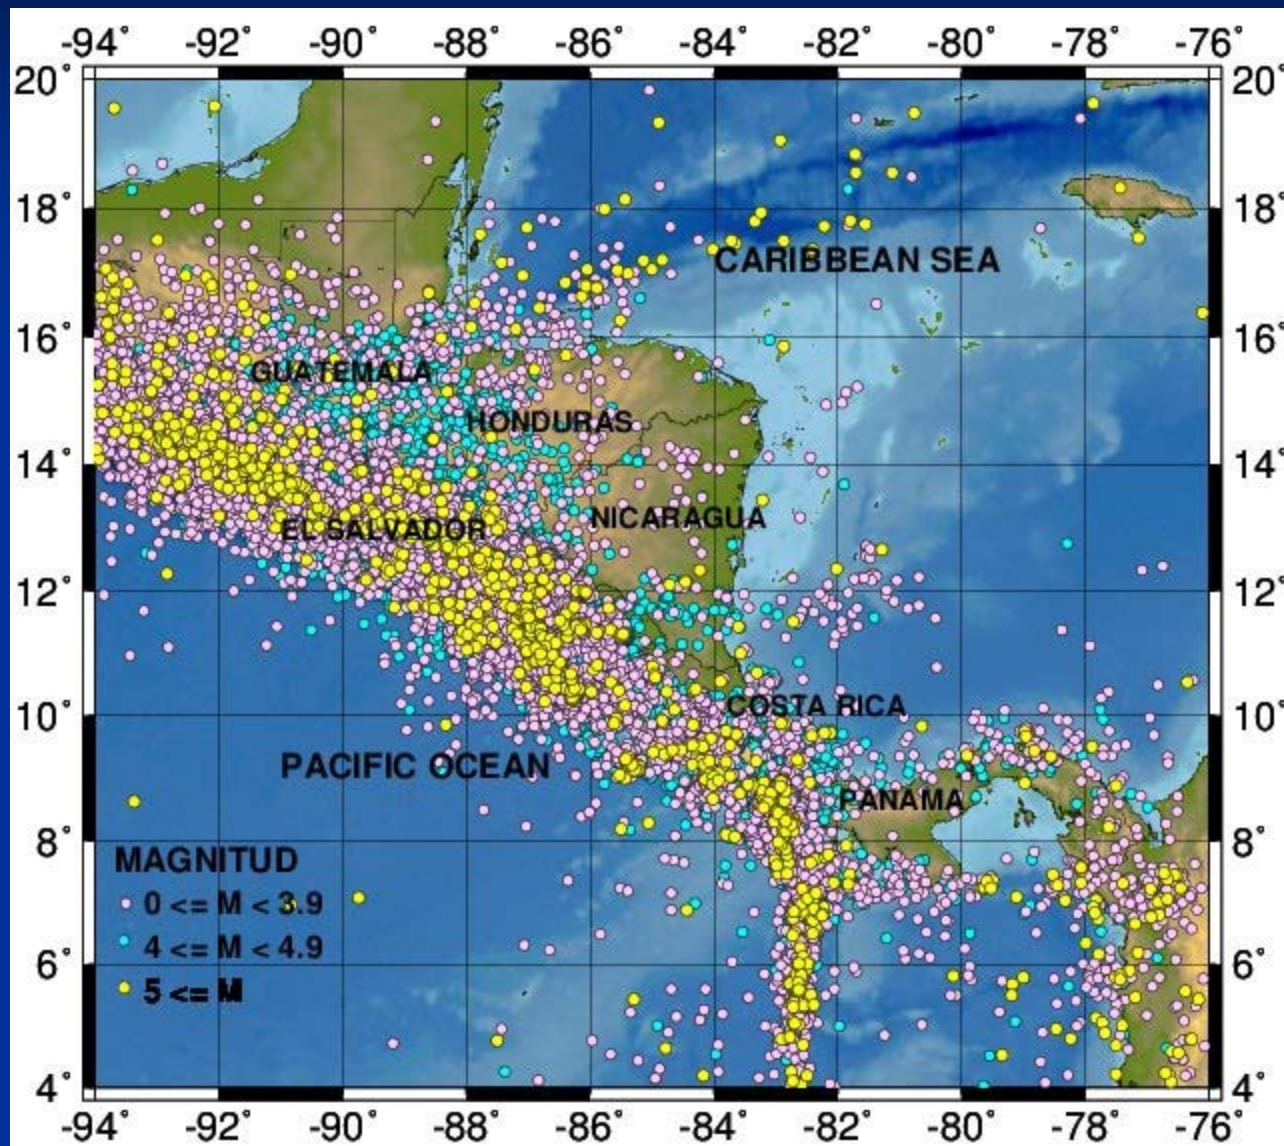 -94° -92° -90° -88° -86° -84° -82° -80° -78° -76°
20° 20°
18° 18°
CARIBBEAN SEA
16° 16°
GUATEMALA
HONDURAS
14° 14°
NICARAGUA
EL SALVADOR
12° 12°
COSTA RICA
10° 10°
PACIFIC OCEAN
PANAMA
8° 8°
MAGNITUD
0 <= M < 3.9
4 <= M < 4.9
6° 6°
5 <= M
4° 4°
-94° -92° -90° -88° -86° -84° -82° -80° -78° -76°